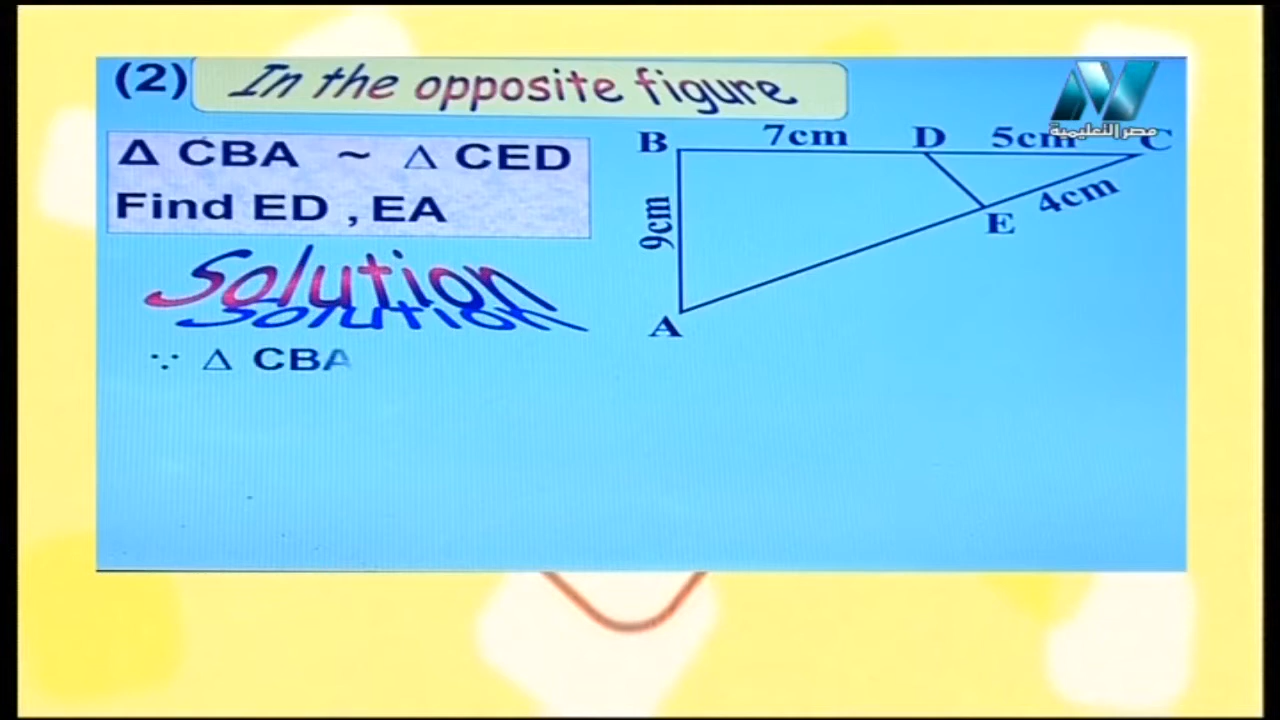 (2) In the opposite figure
Δ CBA ~ Δ CED
Find ED , EA
Solution
∵ Δ CBA
B 7cm D 5cm C
9cm
E 4cm
A
مصر التعليمية